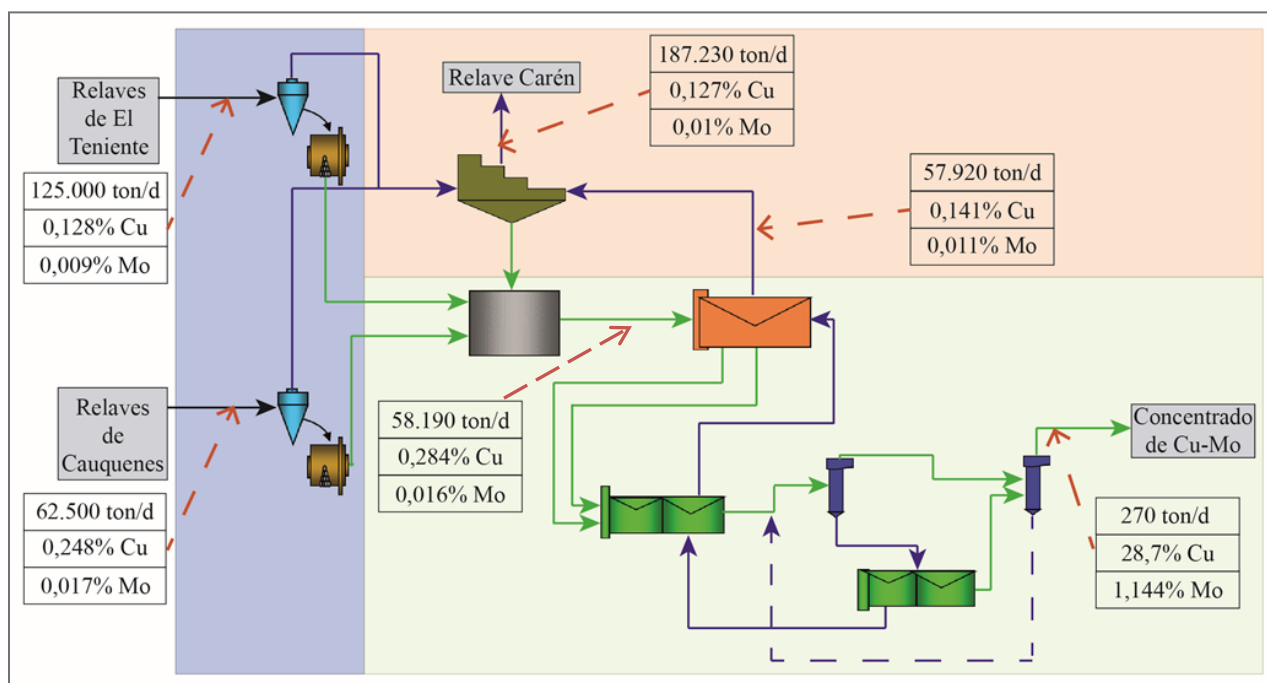 Relaves
de El
Teniente
125.000 ton/d
0,128% Cu
0,009% Mo
Relave Carén
187.230 ton/d
0,127% Cu
0,01% Mo
57.920 ton/d
0,141% Cu
0,011% Mo
Relaves
de
Cauquenes
62.500 ton/d
0,248% Cu
0,017% Mo
58.190 ton/d
0,284% Cu
0,016% Mo
Concentrado
de Cu-Mo
270 ton/d
28,7% Cu
1,144% Mo